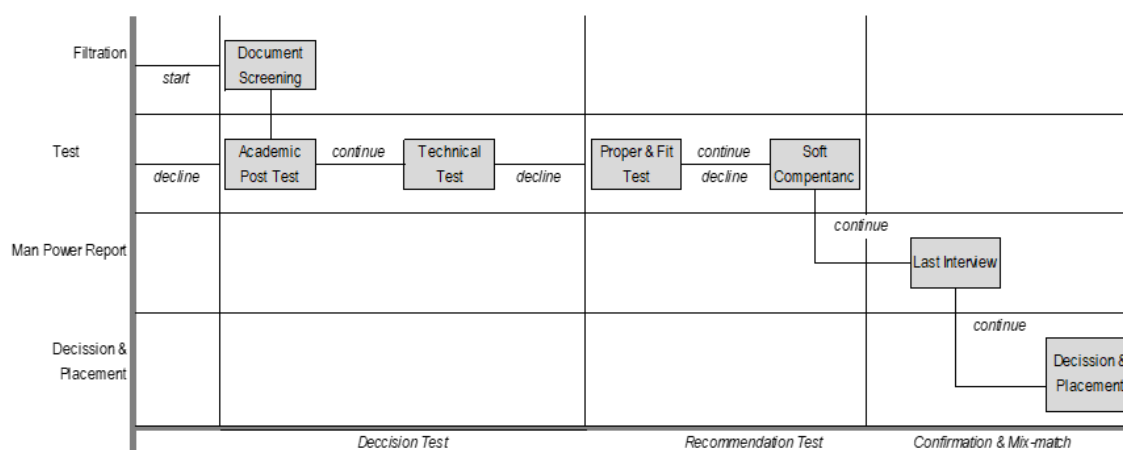 Filtration
start
Document
Screening
Test
decline
Academic
Post Test
continue
Technical
Test
decline
Proper & Fit
Test
continue
decline
Soft
Compentanc
Man Power Report
continue
Last Interview
Decission &
Placement
continue
Decission &
Placement
Deccision Test
Recommendation Test
Confirmation & Mix-match